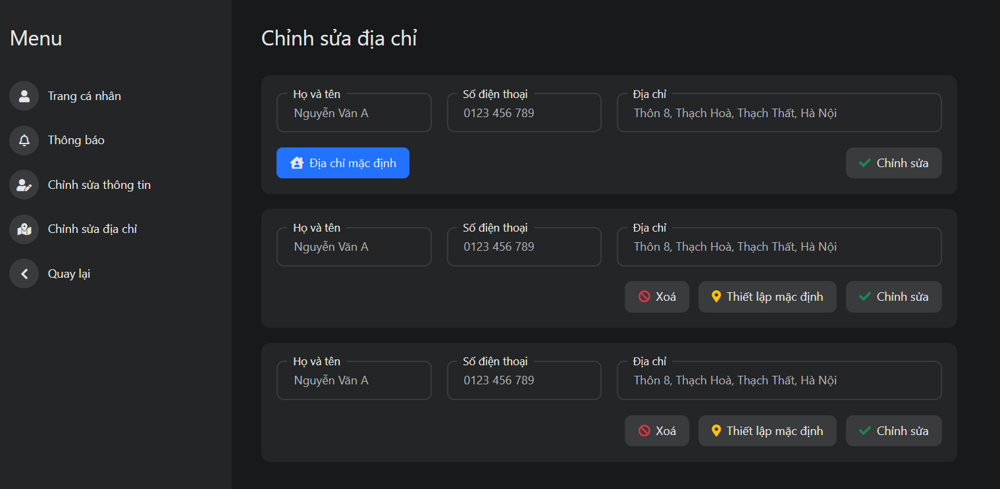 Menu
Trang cá nhân
Thông báo
Chỉnh sửa thông tin
Chỉnh sửa địa chỉ
Quay lại
Chỉnh sửa địa chỉ
Họ và tên
Nguyễn Văn A
Số điện thoại
0123 456 789
Địa chỉ
Thôn 8, Thạch Hoà, Thạch Thất, Hà Nội
Địa chỉ mặc định
Chỉnh sửa
Họ và tên
Nguyễn Văn A
Số điện thoại
0123 456 789
Địa chỉ
Thôn 8, Thạch Hoà, Thạch Thất, Hà Nội
Xoá
Thiết lập mặc định
Chỉnh sửa
Họ và tên
Nguyễn Văn A
Số điện thoại
0123 456 789
Địa chỉ
Thôn 8, Thạch Hoà, Thạch Thất, Hà Nội
Xoá
Thiết lập mặc định
Chỉnh sửa